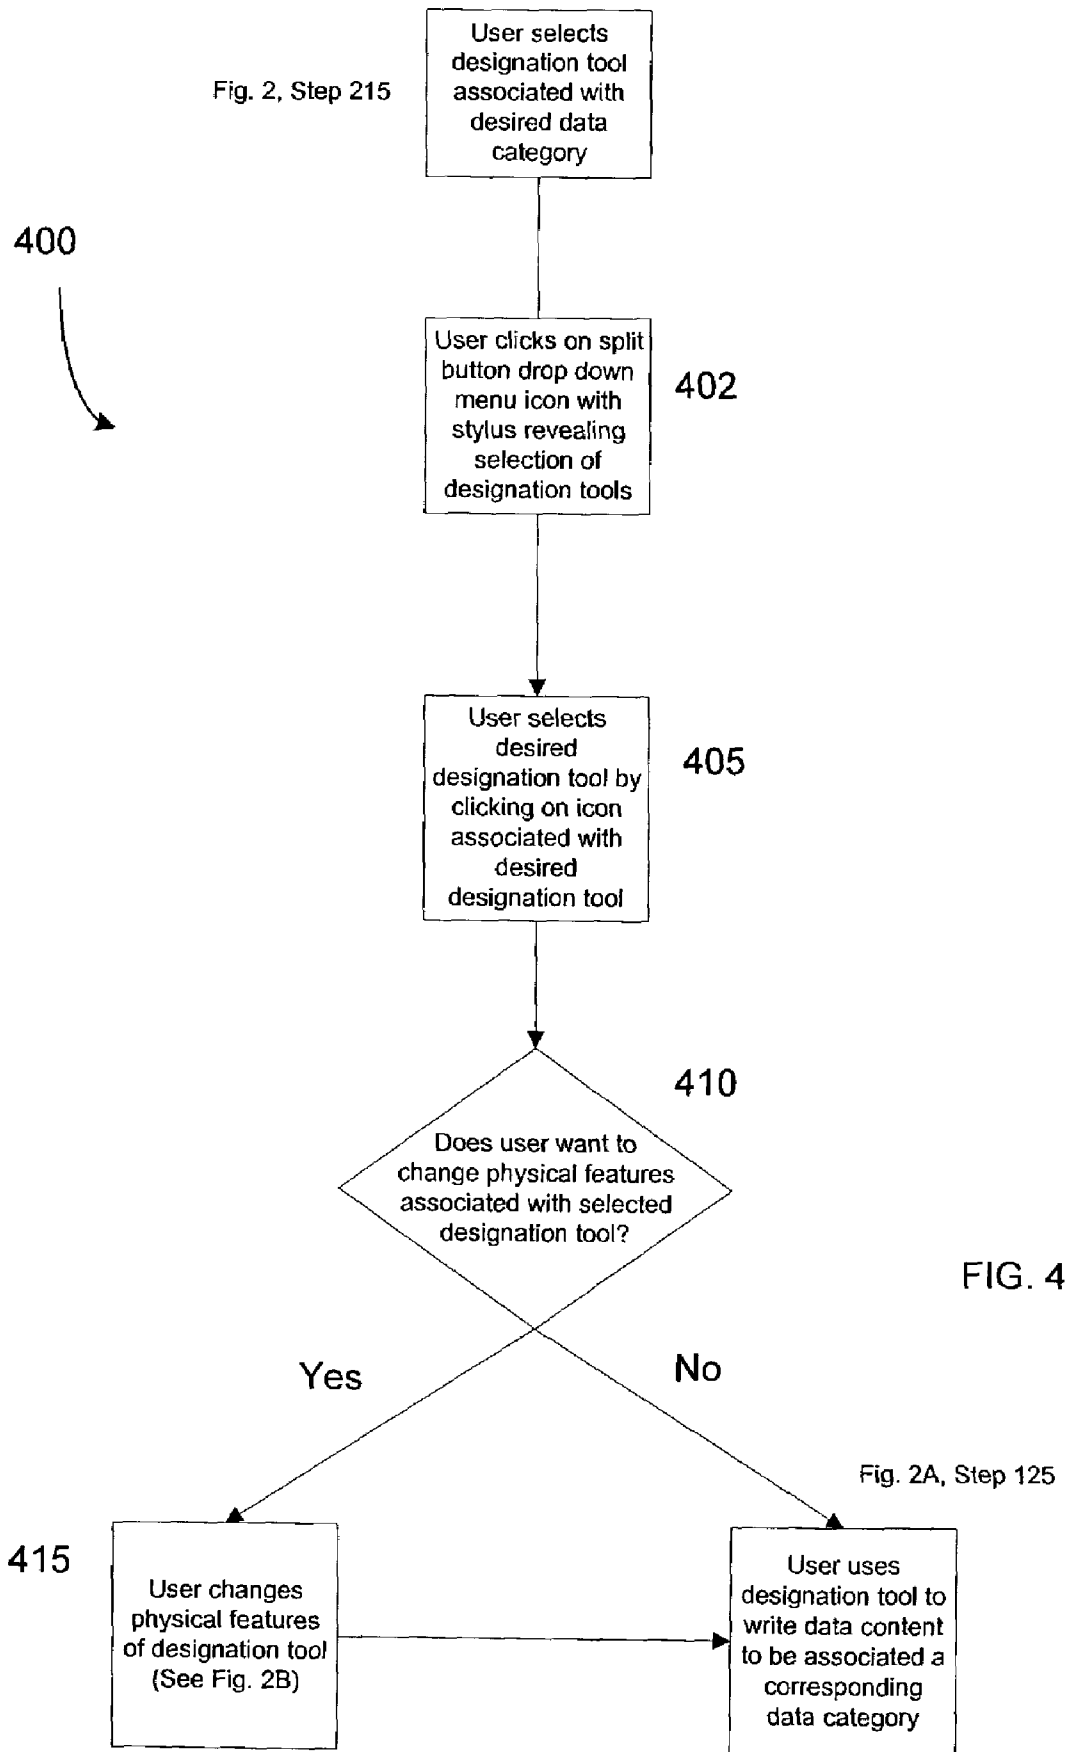 User selects
designation tool
associated with
desired data
category
Fig. 2, Step 215
400
User clicks on split
button drop down
menu icon with
stylus revealing
selection of
designation tools
402
User selects
desired
designation tool by
clicking on icon
associated with
desired
designation tool
405
410
Does user want to
change physical features
associated with selected
designation tool?
FIG. 4
Yes
No
Fig. 2A, Step 125
415
User changes
physical features
of designation tool
(See Fig. 2B)
User uses
designation tool to
write data content
to be associated a
corresponding
data category